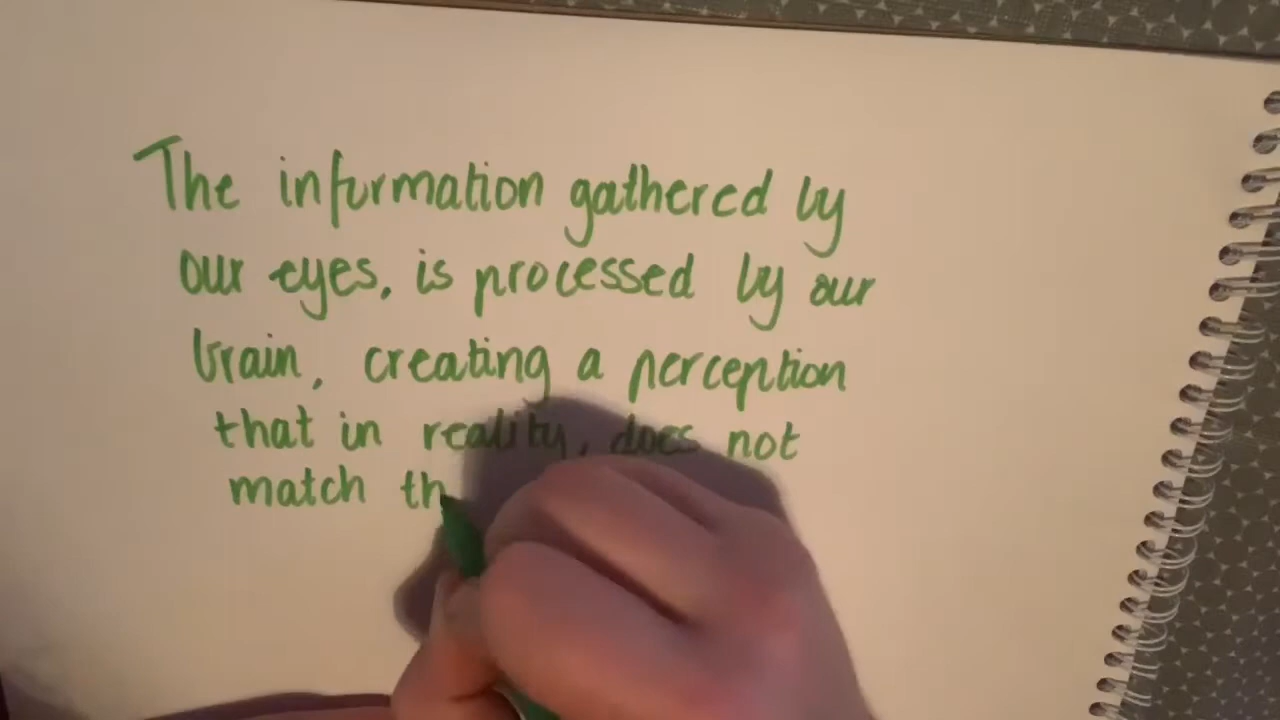 The information gathered by
our eyes, is processed by our
brain, creating a perception
that in reality, does not
match th